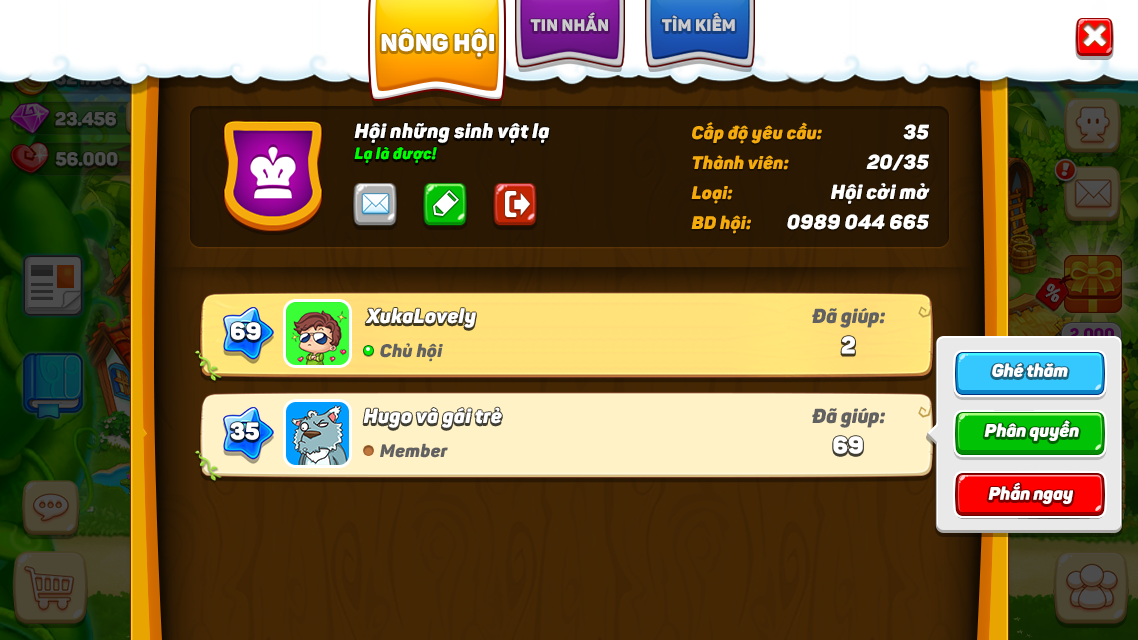 NÔNG HỘI
TIN NHẮN
TÌM KIẾM
23.456
56.000
Hội những sinh vật lạ
Lạ là được!
Cấp độ yêu cầu: 35
Thành viên: 20/35
Loại: Hội cởi mở
BD hội: 0989 044 665
69
XukaLovely
Chủ hội
Đã giúp:
2
%
2.000
35
Hugo và gái trẻ
Member
Đã giúp:
69
Ghé thăm
Phân quyền
Phắn ngay